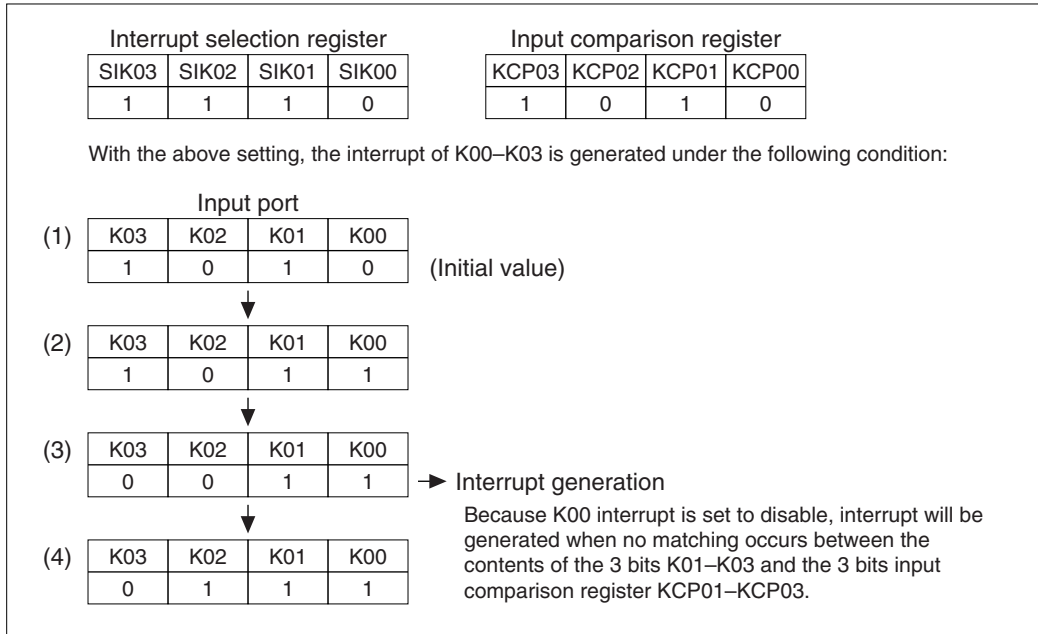 Interrupt selection register
SIK03 SIK02 SIK01 SIK00
1 1 1 0
Input comparison register
KCP03 KCP02 KCP01 KCP00
1 0 1 0
With the above setting, the interrupt of K00–K03 is generated under the following condition:
Input port
(1) K03 K02 K01 K00
1 0 1 0 (Initial value)
(2) K03 K02 K01 K00
1 0 1 1
(3) K03 K02 K01 K00
0 0 1 1 Interrupt generation
Because K00 interrupt is set to disable, interrupt will be
generated when no matching occurs between the
contents of the 3 bits K01–K03 and the 3 bits input
comparison register KCP01–KCP03.
(4) K03 K02 K01 K00
0 1 1 1